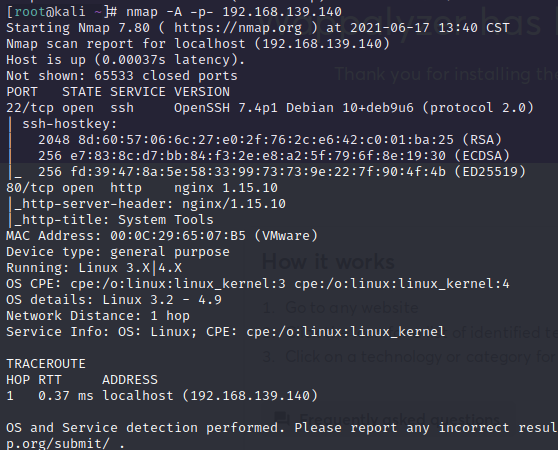 [root@kali ~]# nmap -A -p- 192.168.139.140
Starting Nmap 7.80 ( https://nmap.org ) at 2021-06-17 13:40 CST
Nmap scan report for localhost (192.168.139.140)
Host is up (0.00037s latency).
Not shown: 65533 closed ports
PORT   STATE SERVICE VERSION
22/tcp open  ssh     OpenSSH 7.4p1 Debian 10+deb9u6 (protocol 2.0)
| ssh-hostkey:
|   2048 8d:60:57:06:6c:27:e0:2f:76:2c:e6:42:c0:01:ba:25 (RSA)
|   256 e7:83:8c:d7:bb:84:f3:2e:e8:a2:5f:79:6f:8e:19:30 (ECDSA)
|_  256 fd:39:47:8a:5e:58:33:99:73:73:9e:22:7f:90:4f:4b (ED25519)
80/tcp open  http    nginx 1.15.10
|_http-server-header: nginx/1.15.10
|_http-title: System Tools
MAC Address: 00:0C:29:65:07:B5 (VMware)
Device type: general purpose
Running: Linux 3.X|4.X
OS CPE: cpe:/o:linux:linux_kernel:3 cpe:/o:linux:linux_kernel:4
OS details: Linux 3.2 - 4.9
Network Distance: 1 hop
Service Info: OS: Linux; CPE: cpe:/o:linux:linux_kernel
TRACEROUTE
HOP RTT     ADDRESS
1   0.37 ms localhost (192.168.139.140)
OS and Service detection performed. Please report any incorrect resul
p.org/submit/ .
alyzer has
Thank you for installing the
How it works
1 Go to any website
of identified te
3 Click on a technology or category for
Frequently asked questions